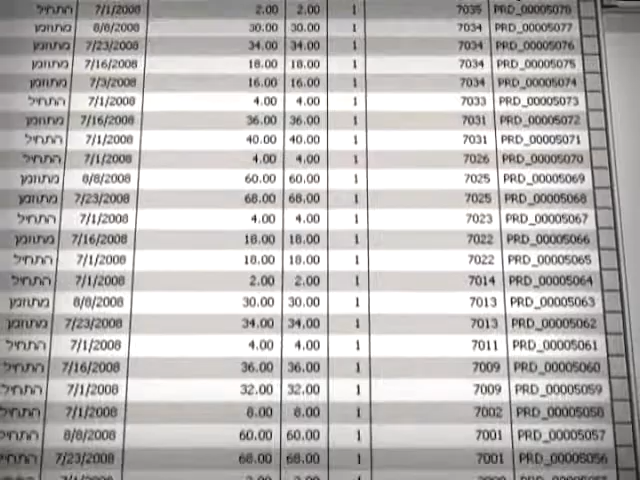 התחיל 7/1/2008 2.00 2.00 1 7035 PRD_00005078
מתוזמן 8/8/2008 30.00 30.00 1 7034 PRD_00005077
מתוזמן 7/23/2008 34.00 34.00 1 7034 PRD_00005076
מתוזמן 7/16/2008 18.00 18.00 1 7034 PRD_00005075
מתוזמן 7/3/2008 16.00 16.00 1 7034 PRD_00005074
התחיל 7/1/2008 4.00 4.00 1 7033 PRD_00005073
מתוזמן 7/16/2008 36.00 36.00 1 7031 PRD_00005072
התחיל 7/1/2008 40.00 40.00 1 7031 PRD_00005071
התחיל 7/1/2008 4.00 4.00 1 7026 PRD_00005070
מתוזמן 8/8/2008 60.00 60.00 1 7025 PRD_00005069
מתוזמן 7/23/2008 68.00 68.00 1 7025 PRD_00005068
התחיל 7/1/2008 4.00 4.00 1 7023 PRD_00005067
מתוזמן 7/16/2008 18.00 18.00 1 7022 PRD_00005066
התחיל 7/1/2008 18.00 18.00 1 7022 PRD_00005065
התחיל 7/1/2008 2.00 2.00 1 7014 PRD_00005064
מתוזמן 8/8/2008 30.00 30.00 1 7013 PRD_00005063
מתוזמן 7/23/2008 34.00 34.00 1 7013 PRD_00005062
התחיל 7/1/2008 4.00 4.00 1 7011 PRD_00005061
התחיל 7/16/2008 36.00 36.00 1 7009 PRD_00005060
התחיל 7/1/2008 32.00 32.00 1 7009 PRD_00005059
התחיל 7/1/2008 8.00 8.00 1 7002 PRD_00005058
התחיל 8/8/2008 60.00 60.00 1 7001 PRD_00005057
התחיל 7/23/2008 68.00 68.00 1 7001 PRD_00005056